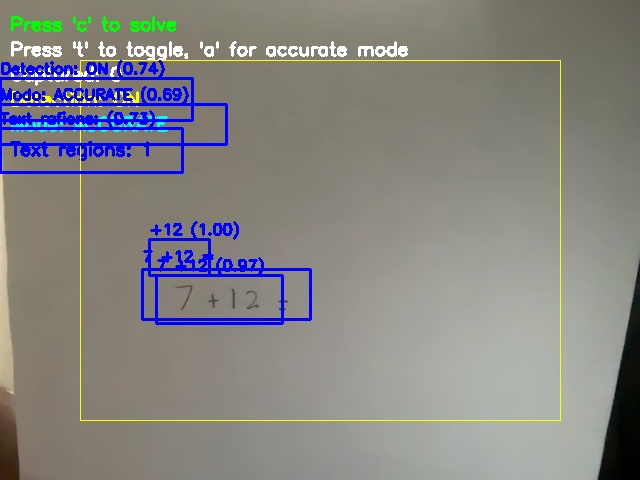 Press 'c' to solve
Press 't' to toggle, 'a' for accurate mode
Detection: ON (0.74)
Mode: ACCURATE (0.69)
Text rations: (0.73)
Text regions: 1
+12 (1.00)
7 +12 =
7 +12 (0.97)
7 + 12 =